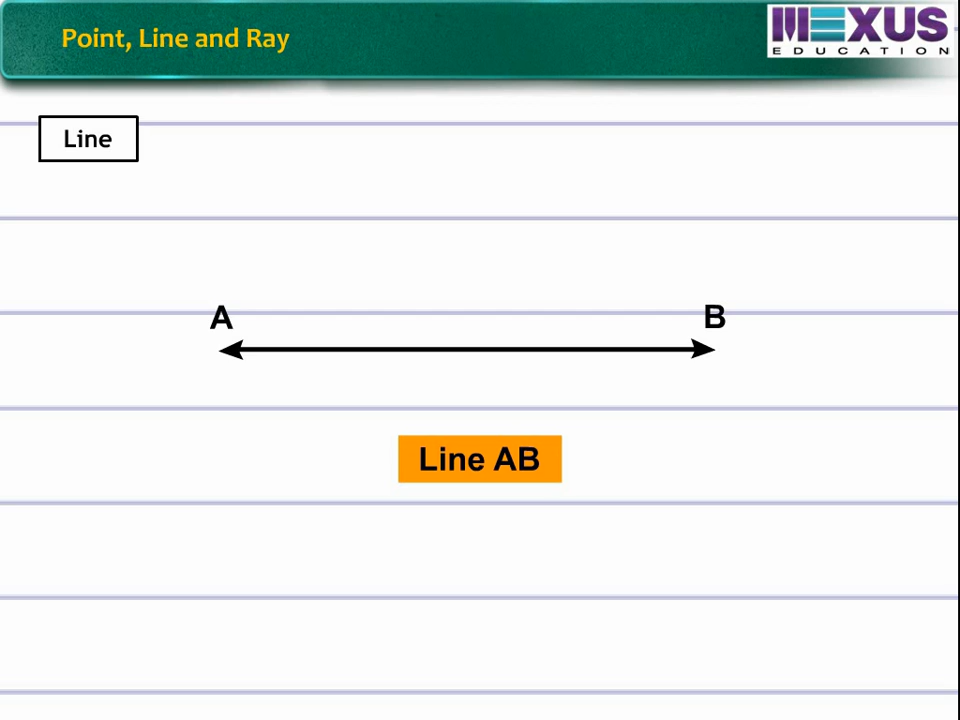 Point, Line and Ray
MEXUS
EDUCATION
Line
A
B
Line AB